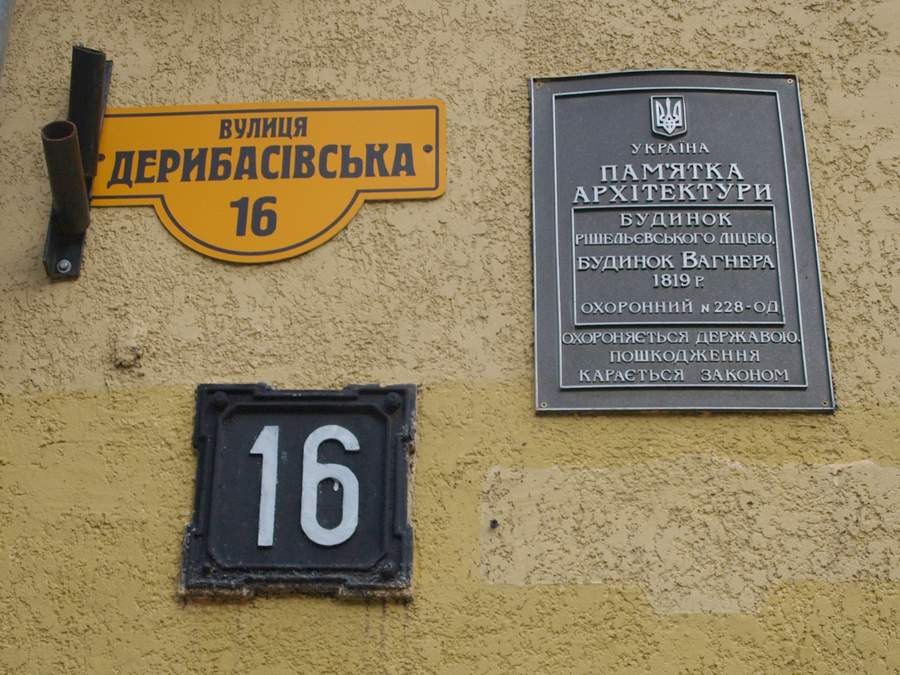 ВУЛИЦЯ
ДЕРИБАСІВСЬКА
16
УКРАЇНА
ПАМ'ЯТКА
АРХІТЕКТУРИ
БУДИНОК
РІШЕЛЬЄВСЬКОГО ЛІЦЕЮ,
БУДИНОК ВАГНЕРА
1819 Р.
ОХОРОННИЙ N 228-ОД
ОХОРОНЯЄТЬСЯ ДЕРЖАВОЮ.
ПОШКОДЖЕННЯ
КАРАЄТЬСЯ ЗАКОНОМ
16